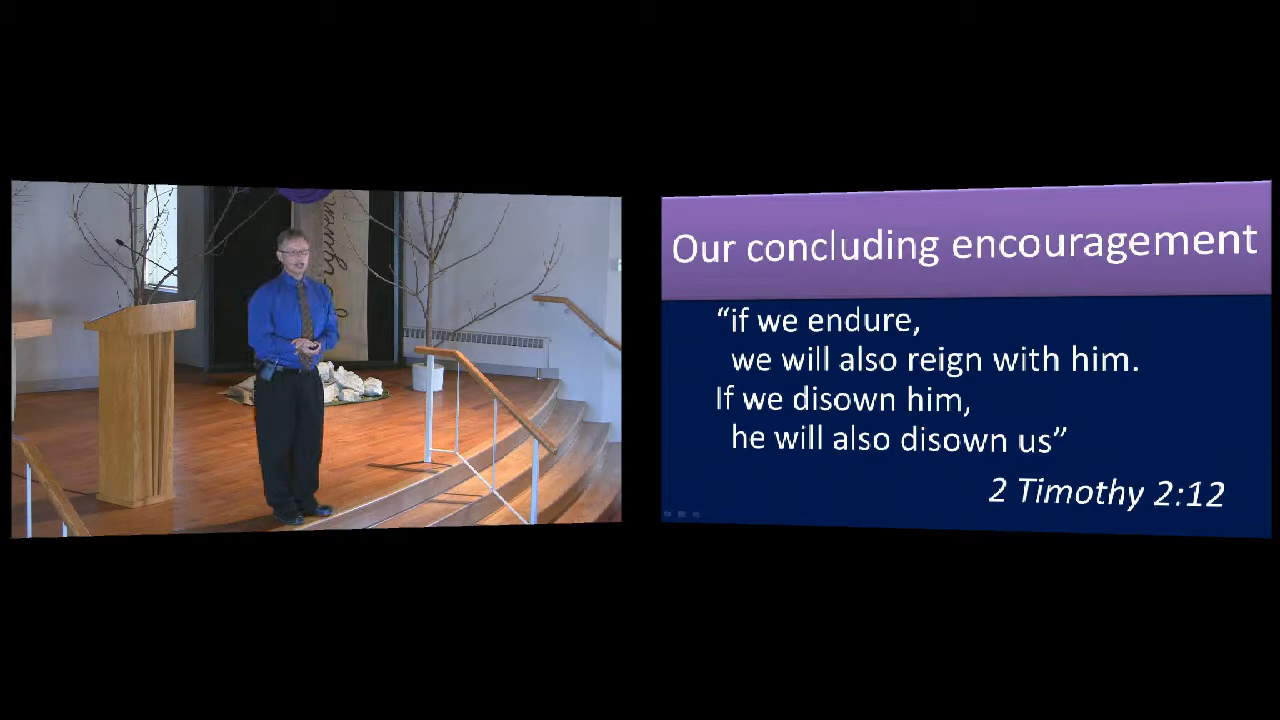 Our concluding encouragement
“if we endure,
we will also reign with him.
If we disown him,
he will also disown us”
2 Timothy 2:12